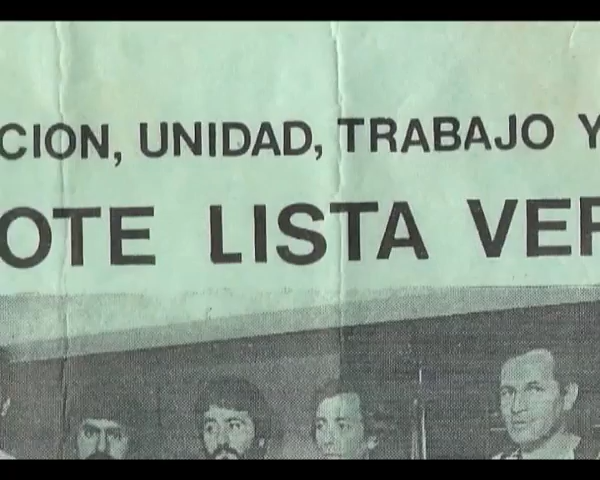 CION, UNIDAD, TRABAJO Y
OTE LISTA VER